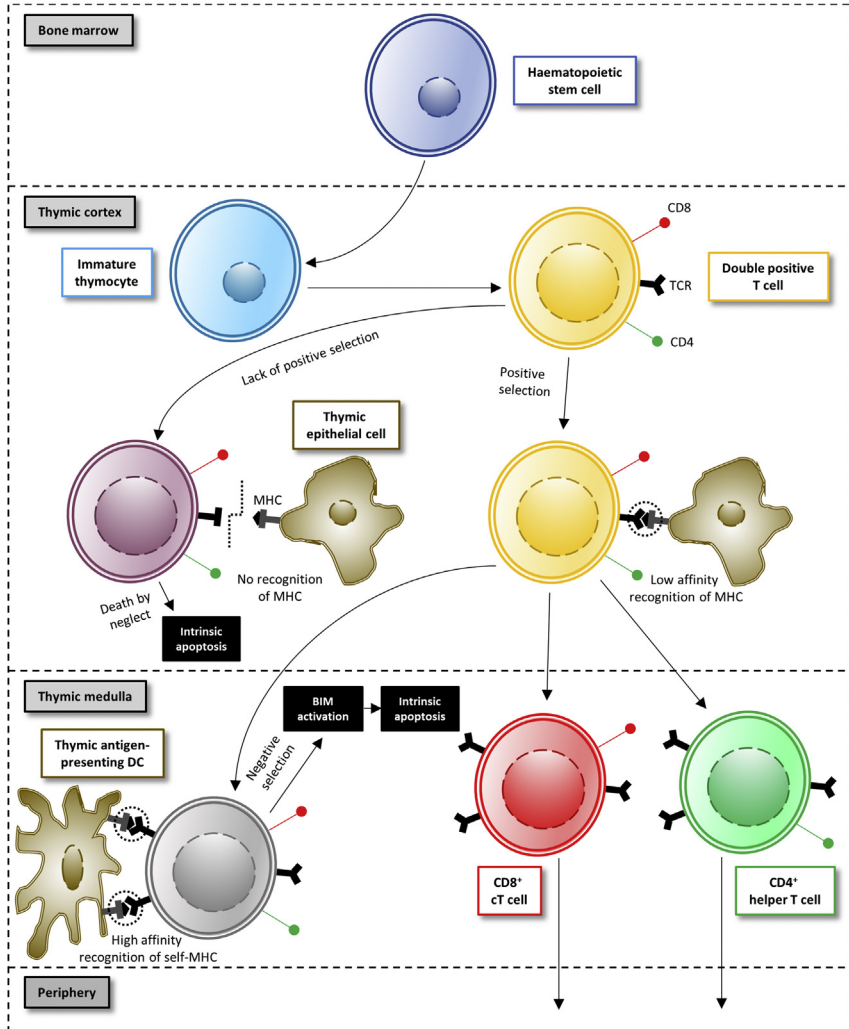 Bone marrow
Haematopoietic
stem cell
Thymic cortex
CD8
Immature
thymocyte
TCR
Double positive
T cell
CD4
Lack of positive selection
Positive
selection
Thymic
epithelial cell
MHC
No recognition
of MHC
Low affinity
recognition of MHC
Death by
neglect
Intrinsic
apoptosis
Thymic medulla
BIM
activation
Intrinsic
apoptosis
Thymic antigen-
presenting DC
Negative
selection
CD8⁺
cT cell
CD4⁺
helper T cell
High affinity
recognition of self-MHC
Periphery